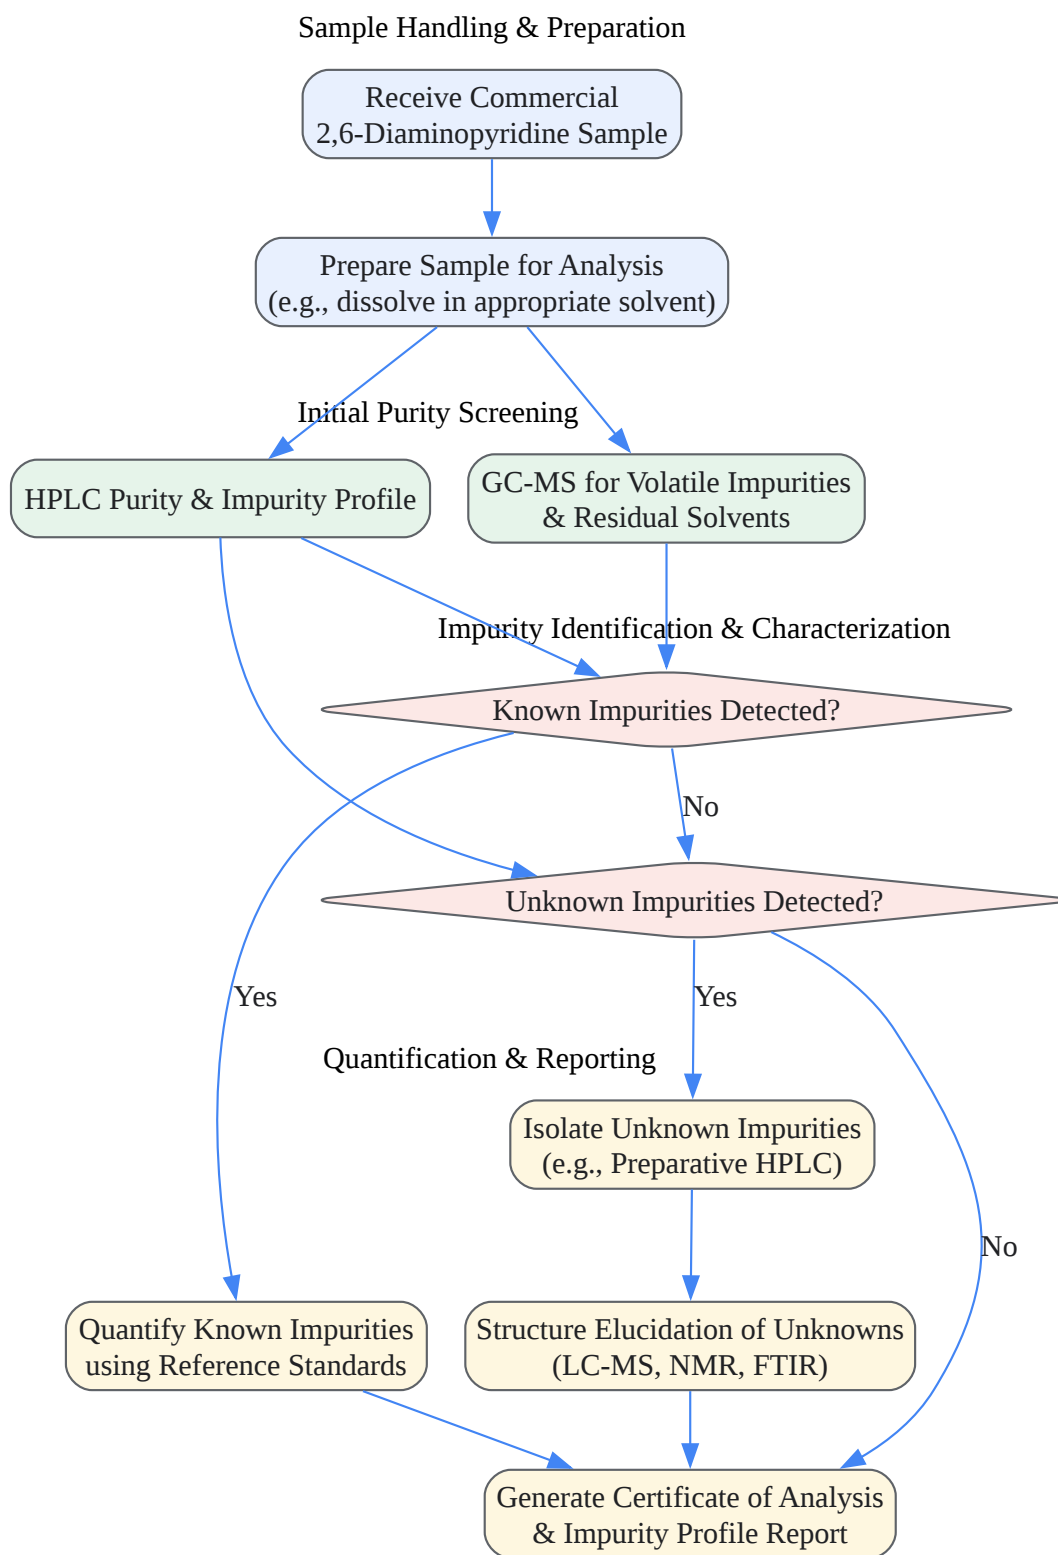 Sample Handling & Preparation
Receive Commercial
2,6-Diaminopyridine Sample
Prepare Sample for Analysis
(e.g., dissolve in appropriate solvent)
Initial Purity Screening
HPLC Purity & Impurity Profile
GC-MS for Volatile Impurities
& Residual Solvents
Impurity Identification & Characterization
Known Impurities Detected?
No
Unknown Impurities Detected?
Yes
Yes
Quantification & Reporting
Isolate Unknown Impurities
(e.g., Preparative HPLC)
No
Quantify Known Impurities
using Reference Standards
Structure Elucidation of Unknowns
(LC-MS, NMR, FTIR)
Generate Certificate of Analysis
& Impurity Profile Report